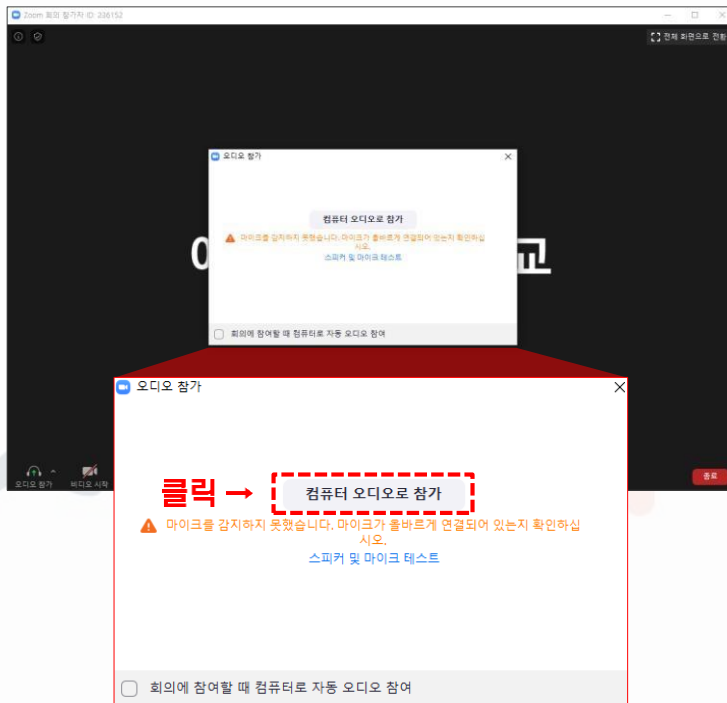 Zoom 회의 참가자 ID: 236152
전체 화면으로 전환
오디오 참가
컴퓨터 오디오로 참가
마이크를 감지하지 못했습니다. 마이크가 올바르게 연결되어 있는지 확인하십
시오.
스피커 및 마이크 테스트
교
회의에 참여할 때 컴퓨터로 자동 오디오 참여
오디오 참가
클릭 → 컴퓨터 오디오로 참가
마이크를 감지하지 못했습니다. 마이크가 올바르게 연결되어 있는지 확인하십
시오.
스피커 및 마이크 테스트
회의에 참여할 때 컴퓨터로 자동 오디오 참여
오디오 참가
비디오 시작
종료